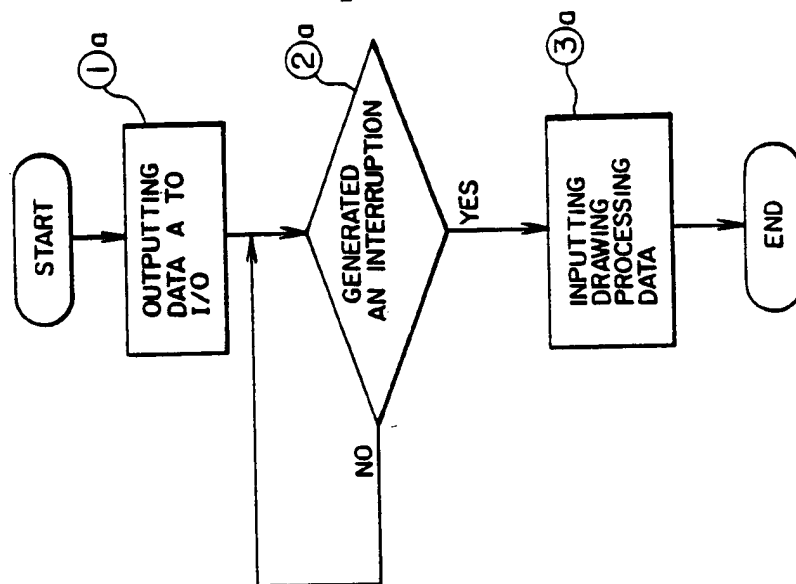 START
①a
OUTPUTTING
DATA A TO
I/O
②a
GENERATED
AN INTERRUPTION
NO
YES
③a
INPUTTING
DRAWING
PROCESSING
DATA
END